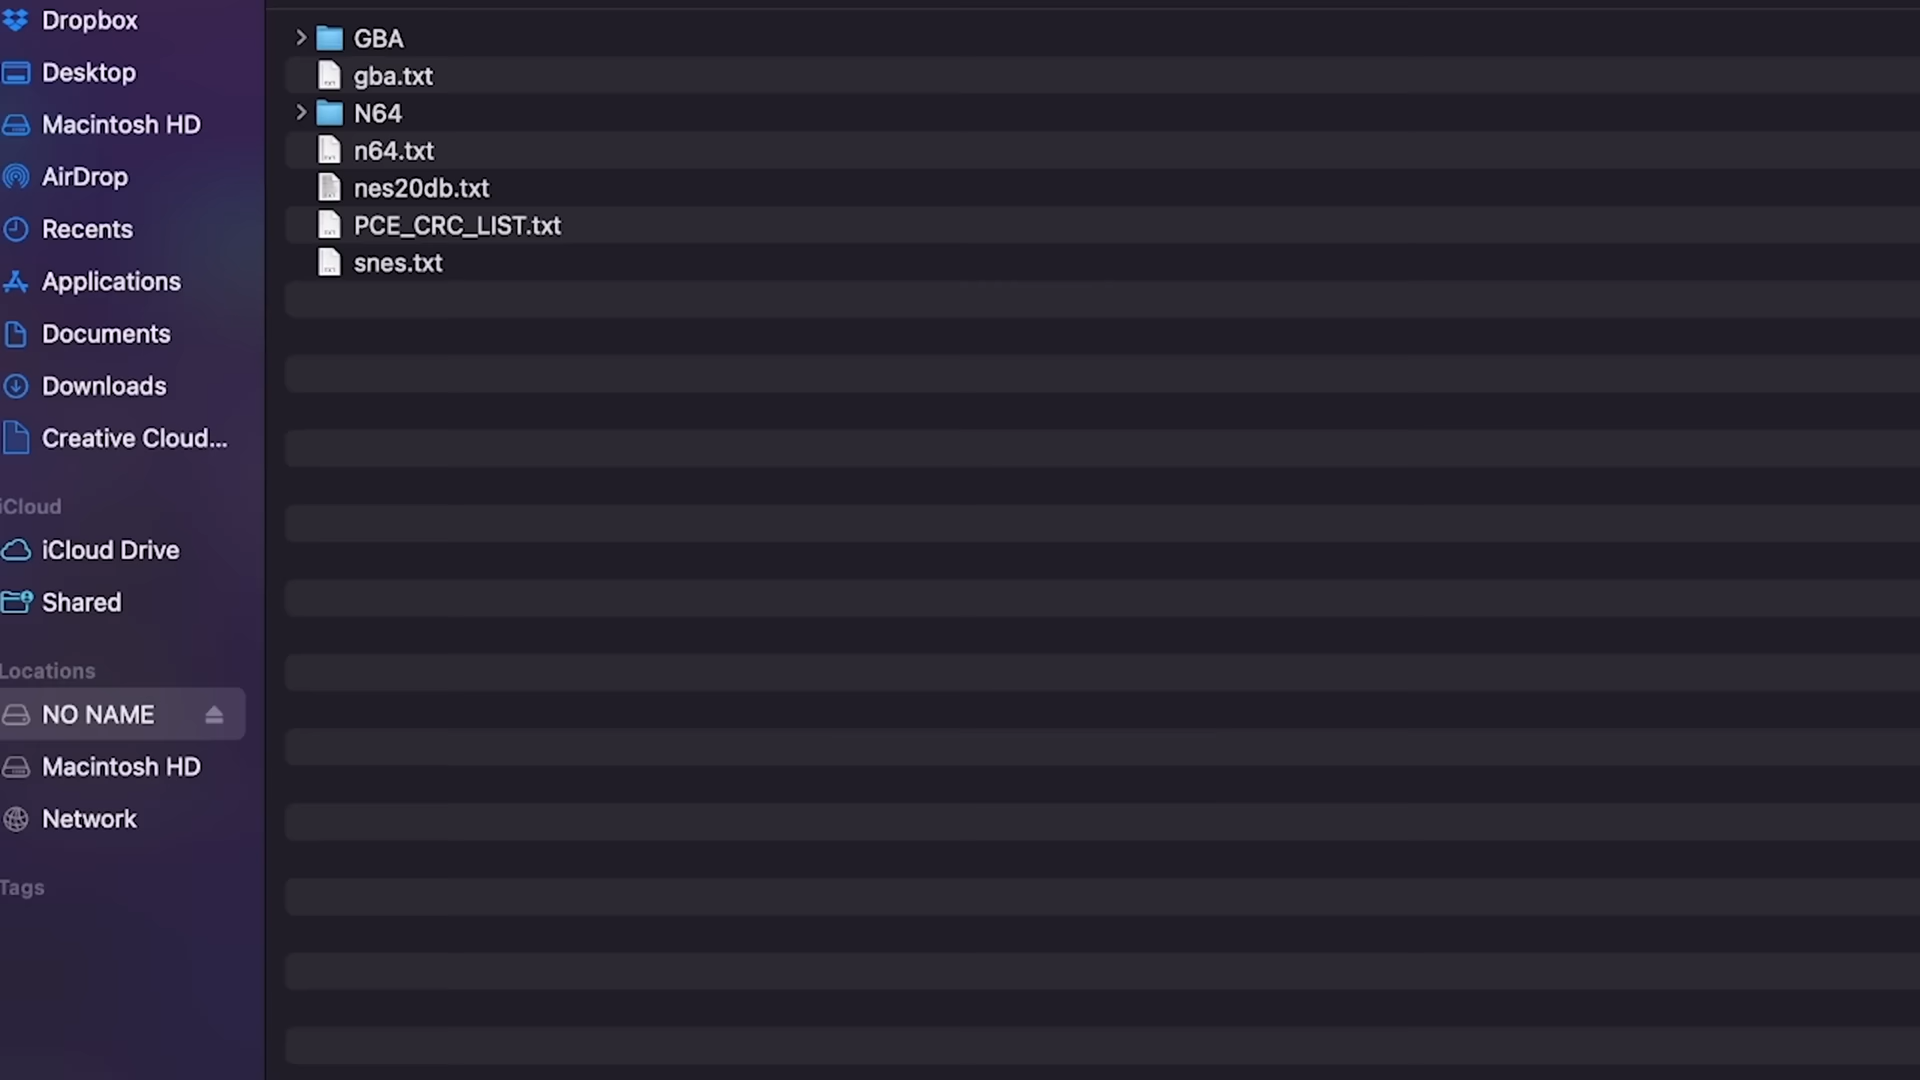 Dropbox
Desktop
Macintosh HD
AirDrop
Recents
Applications
Documents
Downloads
Creative Cloud...
iCloud
iCloud Drive
Shared
Locations
NO NAME
Macintosh HD
Network
Tags
GBA
gba.txt
N64
n64.txt
nes20db.txt
PCE_CRC_LIST.txt
snes.txt